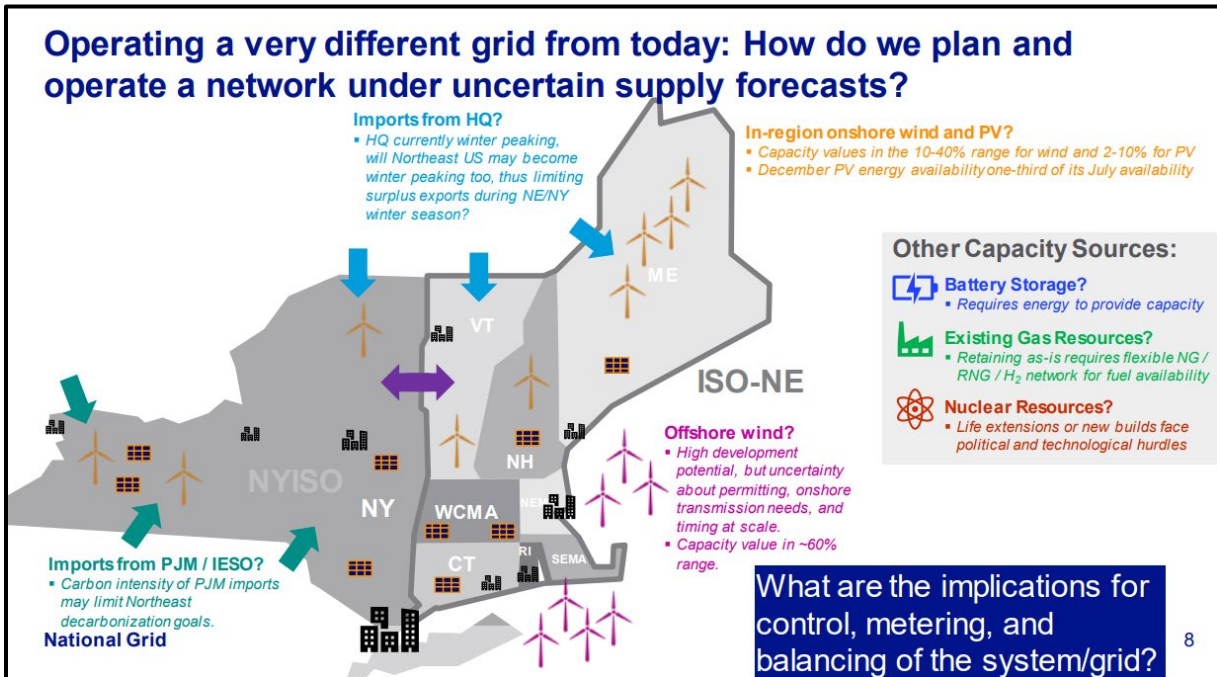 Operating a very different grid from today: How do we plan and
operate a network under uncertain supply forecasts?
Imports from HQ?
▪ HQ currently winter peaking,
will Northeast US may become
winter peaking too, thus limiting
surplus exports during NE/NY
winter season?
In-region onshore wind and PV?
▪ Capacity values in the 10-40% range for wind and 2-10% for PV
▪ December PV energy availability one-third of its July availability
Other Capacity Sources:
Battery Storage?
▪ Requires energy to provide capacity
Existing Gas Resources?
▪ Retaining as-is requires flexible NG /
RNG / H₂ network for fuel availability
Nuclear Resources?
▪ Life extensions or new builds face
political and technological hurdles
ME
VT
ISO-NE
NH
NYISO
NY
WCMA
NEMA
CT
RI
SEMA
Offshore wind?
▪ High development
potential, but uncertainty
about permitting, onshore
transmission needs, and
timing at scale.
▪ Capacity value in ~60%
range.
Imports from PJM / IESO?
▪ Carbon intensity of PJM imports
may limit Northeast
decarbonization goals.
National Grid
What are the implications for
control, metering, and
balancing of the system/grid?
8